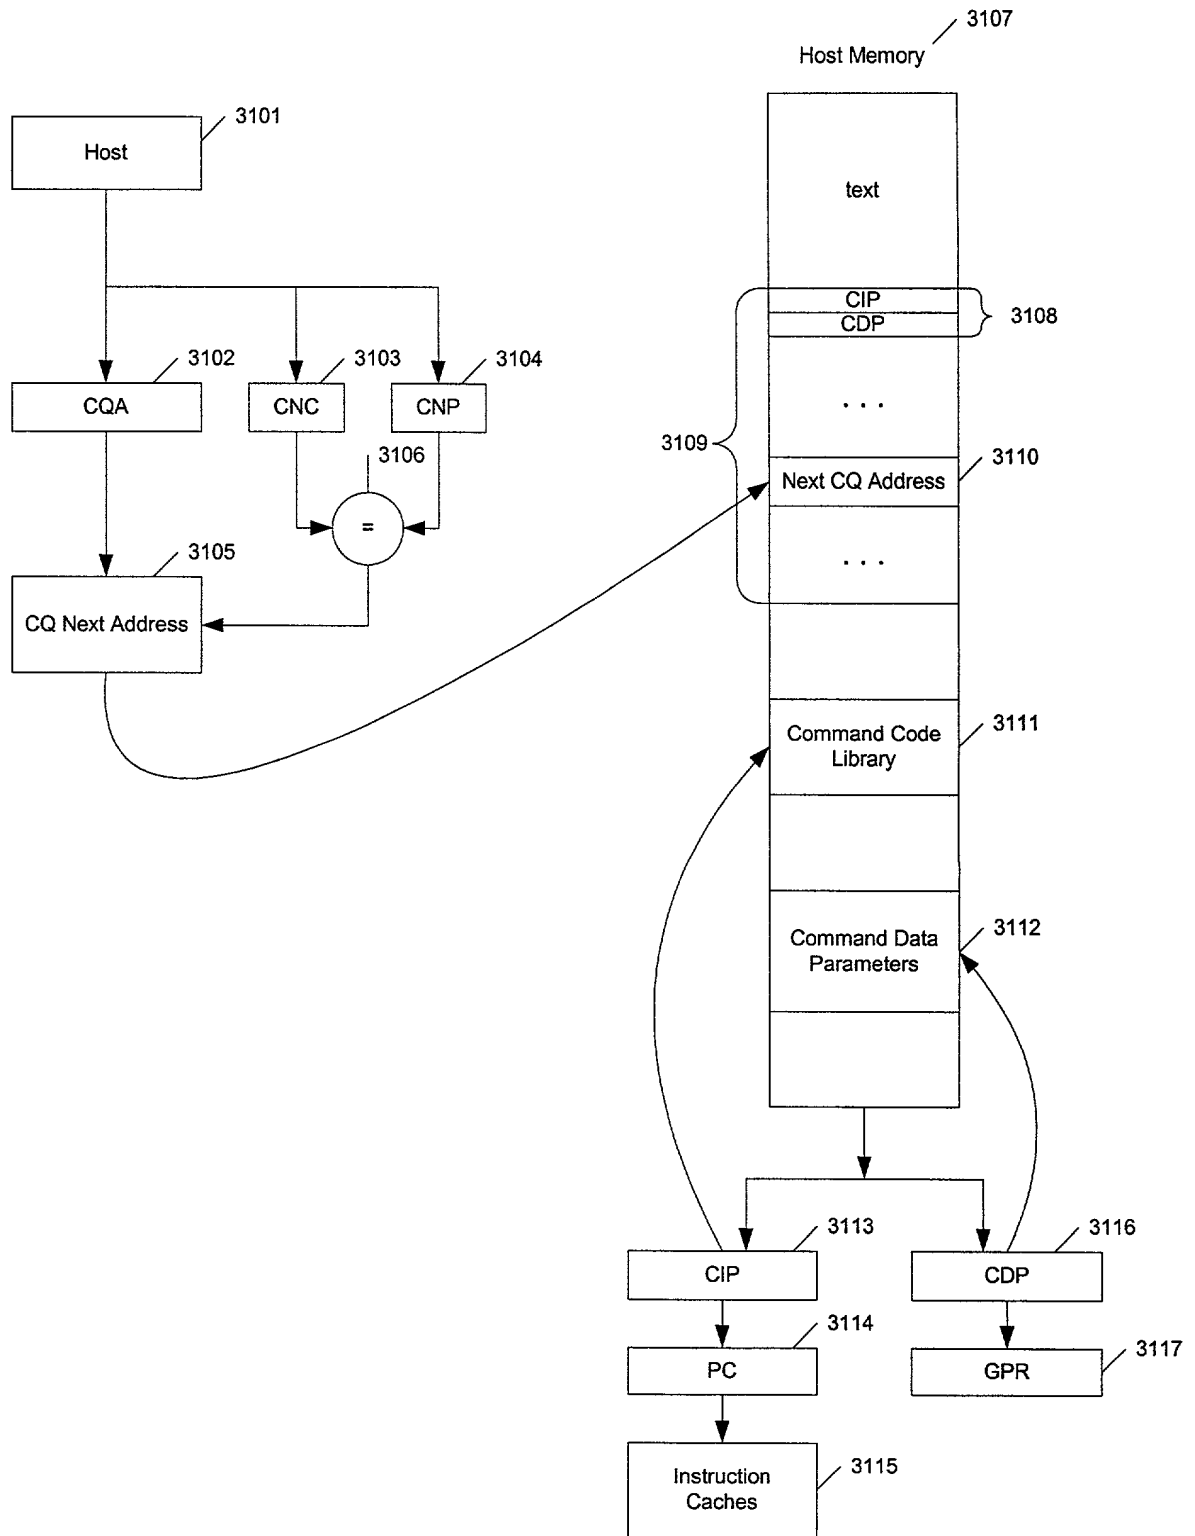 3107
Host Memory
3101
Host
text
CIP
CDP
3108
3102
CQA
3103
CNC
3104
CNP
. . .
3109
3106
=
Next CQ Address
3110
. . .
3105
CQ Next Address
Command Code
Library
3111
Command Data
Parameters
3112
3113
CIP
3116
CDP
3114
PC
3117
GPR
Instruction
Caches
3115